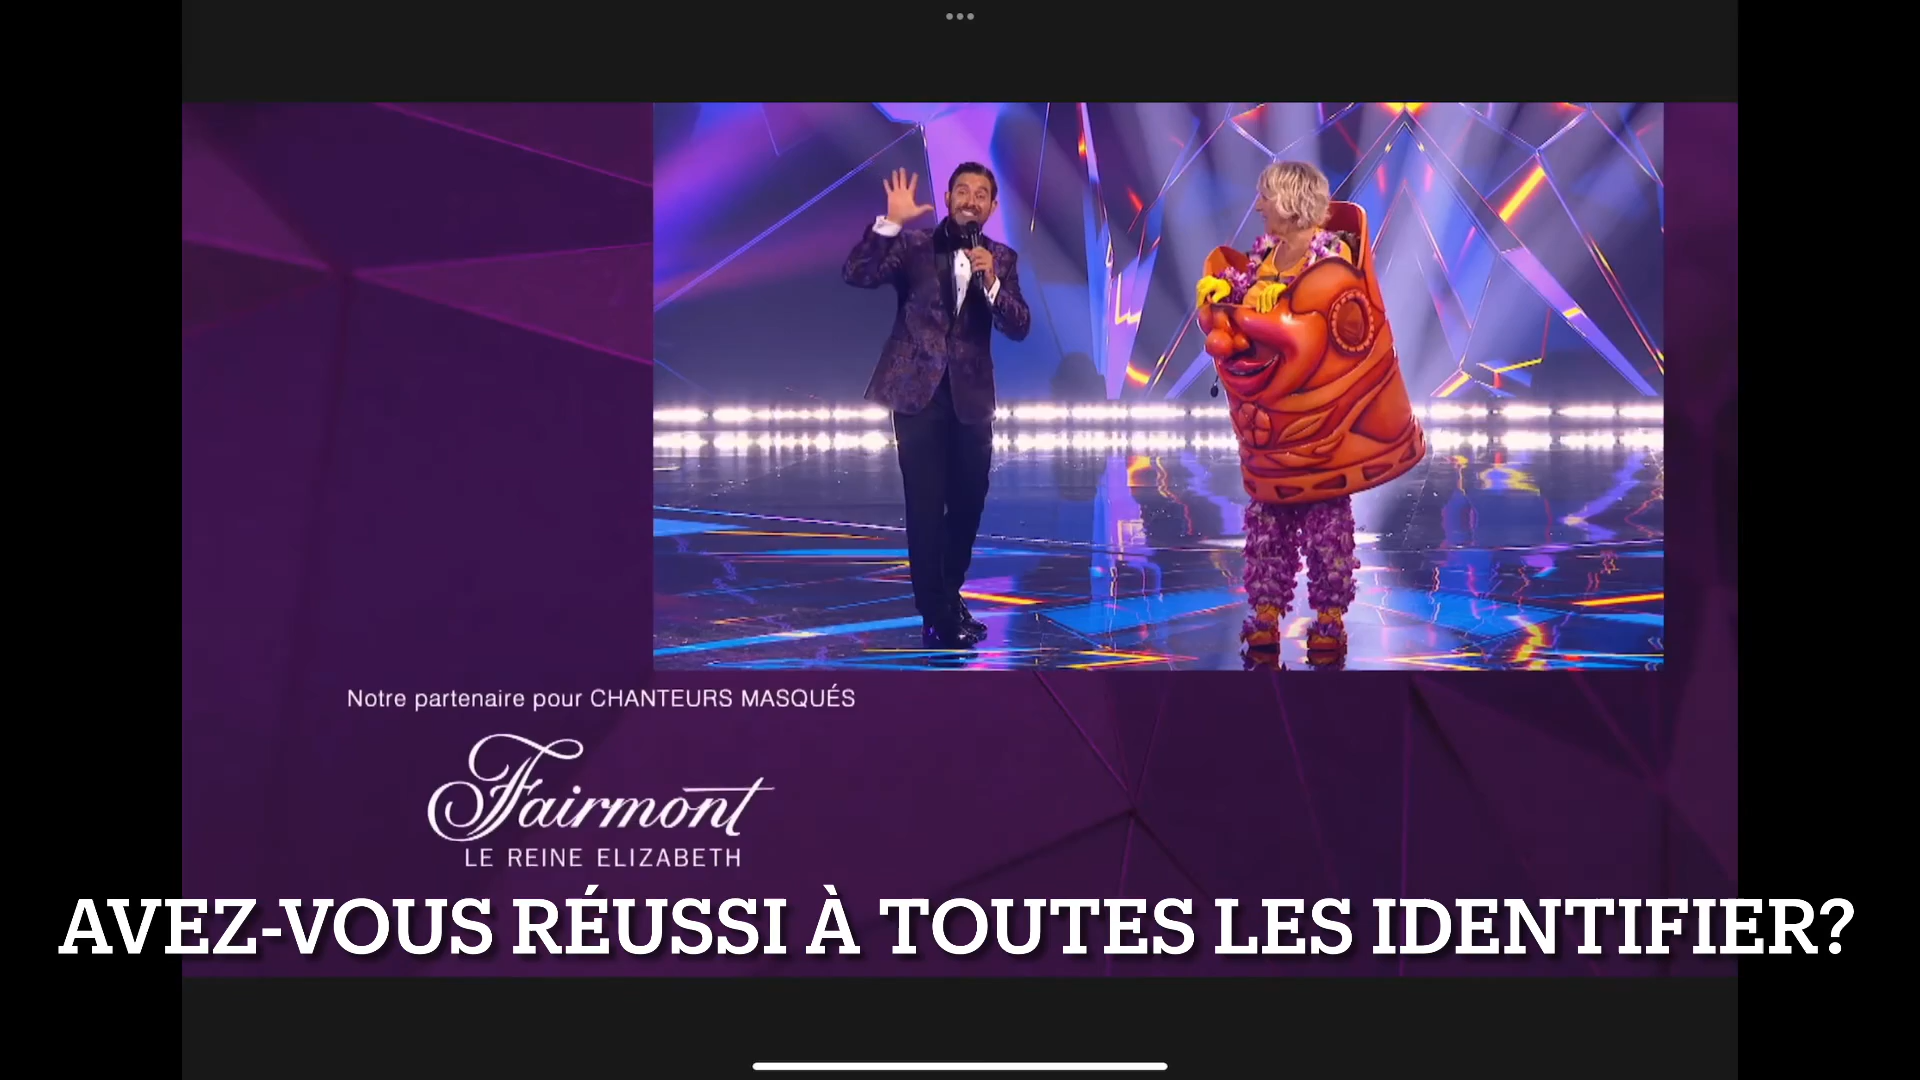 Notre partenaire pour CHANTEURS MASQUÉS
Fairmont
LE REINE ELIZABETH
AVEZ-VOUS RÉUSSI À TOUTES LES IDENTIFIER?